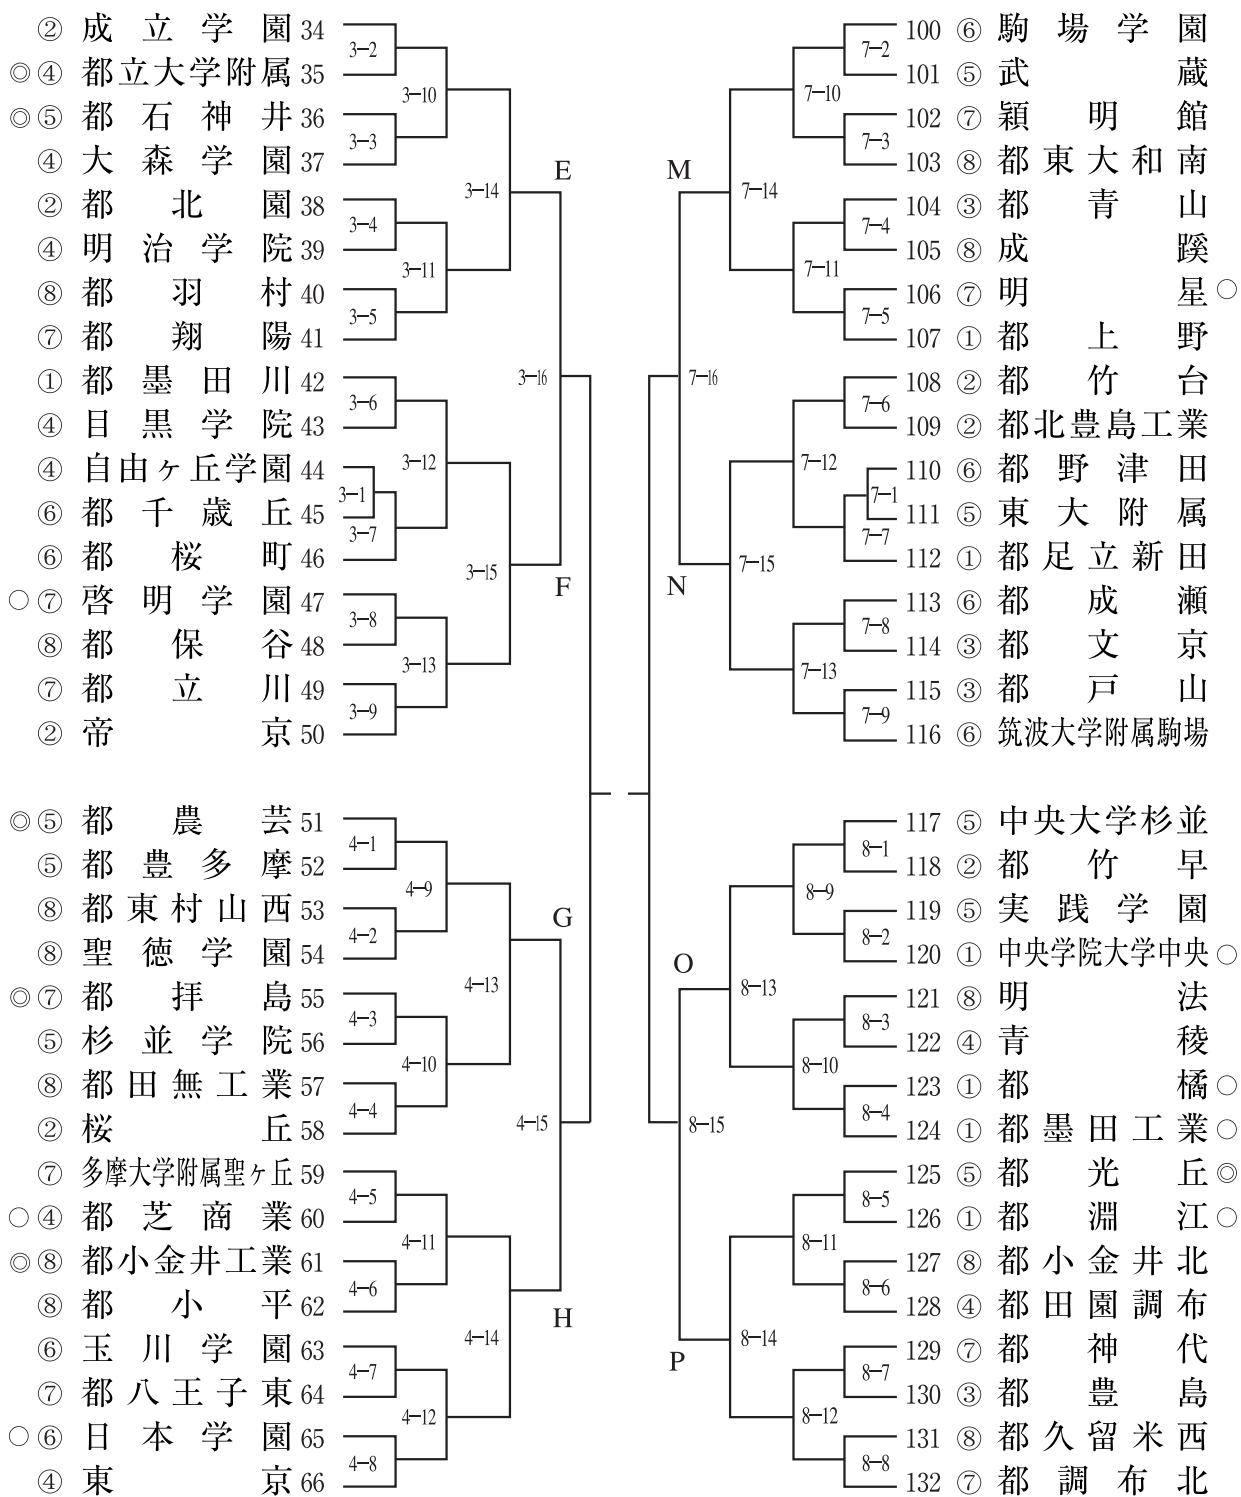 ② 成立学園 34
◎④ 都立大学附属 35
◎⑤ 都石神井 36
④ 大森学園 37
② 都北園 38
④ 明治学院 39
⑧ 都羽村 40
⑦ 都翔陽 41
① 都墨田川 42
④ 目黒学院 43
④ 自由ヶ丘学園 44
⑥ 都千歳丘 45
⑥ 都桜町 46
○⑦ 啓明学園 47
⑧ 都保谷 48
⑦ 都立川 49
② 帝京 50
3−2
3−3
3−4
3−5
3−6
3−1
3−7
3−8
3−9
3−10
3−11
3−12
3−13
3−14
3−15
3−16
E
F
◎⑤ 都農芸 51
⑤ 都豊多摩 52
⑧ 都東村山西 53
⑧ 聖徳学園 54
◎⑦ 都拝島 55
⑤ 杉並学院 56
⑧ 都田無工業 57
② 桜丘 58
⑦ 多摩大学附属聖ヶ丘 59
○④ 都芝商業 60
◎⑧ 都小金井工業 61
⑧ 都小平 62
⑥ 玉川学園 63
⑦ 都八王子東 64
○⑥ 日本学園 65
④ 東京 66
4−1
4−2
4−3
4−4
4−5
4−6
4−7
4−8
4−9
4−10
4−11
4−12
4−13
4−14
4−15
G
H
100 ⑥ 駒場学園
101 ⑤ 武蔵
102 ⑦ 穎明館
103 ⑧ 都東大和南
104 ③ 都青山
105 ⑧ 成蹊
106 ⑦ 明星○
107 ① 都上野
108 ② 都竹台
109 ② 都北豊島工業
110 ⑥ 都野津田
111 ⑤ 東大附属
112 ① 都足立新田
113 ⑥ 都成瀬
114 ③ 都文京
115 ③ 都戸山
116 ⑥ 筑波大学附属駒場
7−2
7−3
7−4
7−5
7−6
7−1
7−7
7−8
7−9
7−10
7−11
7−12
7−13
7−14
7−15
7−16
M
N
117 ⑤ 中央大学杉並
118 ② 都竹早
119 ⑤ 実践学園
120 ① 中央学院大学中央○
121 ⑧ 明法
122 ④ 青稜
123 ① 都橘○
124 ① 都墨田工業○
125 ⑤ 都光丘◎
126 ① 都淵江○
127 ⑧ 都小金井北
128 ④ 都田園調布
129 ⑦ 都神代
130 ③ 都豊島
131 ⑧ 都久留米西
132 ⑦ 都調布北
8−1
8−2
8−3
8−4
8−5
8−6
8−7
8−8
8−9
8−10
8−11
8−12
8−13
8−14
8−15
O
P